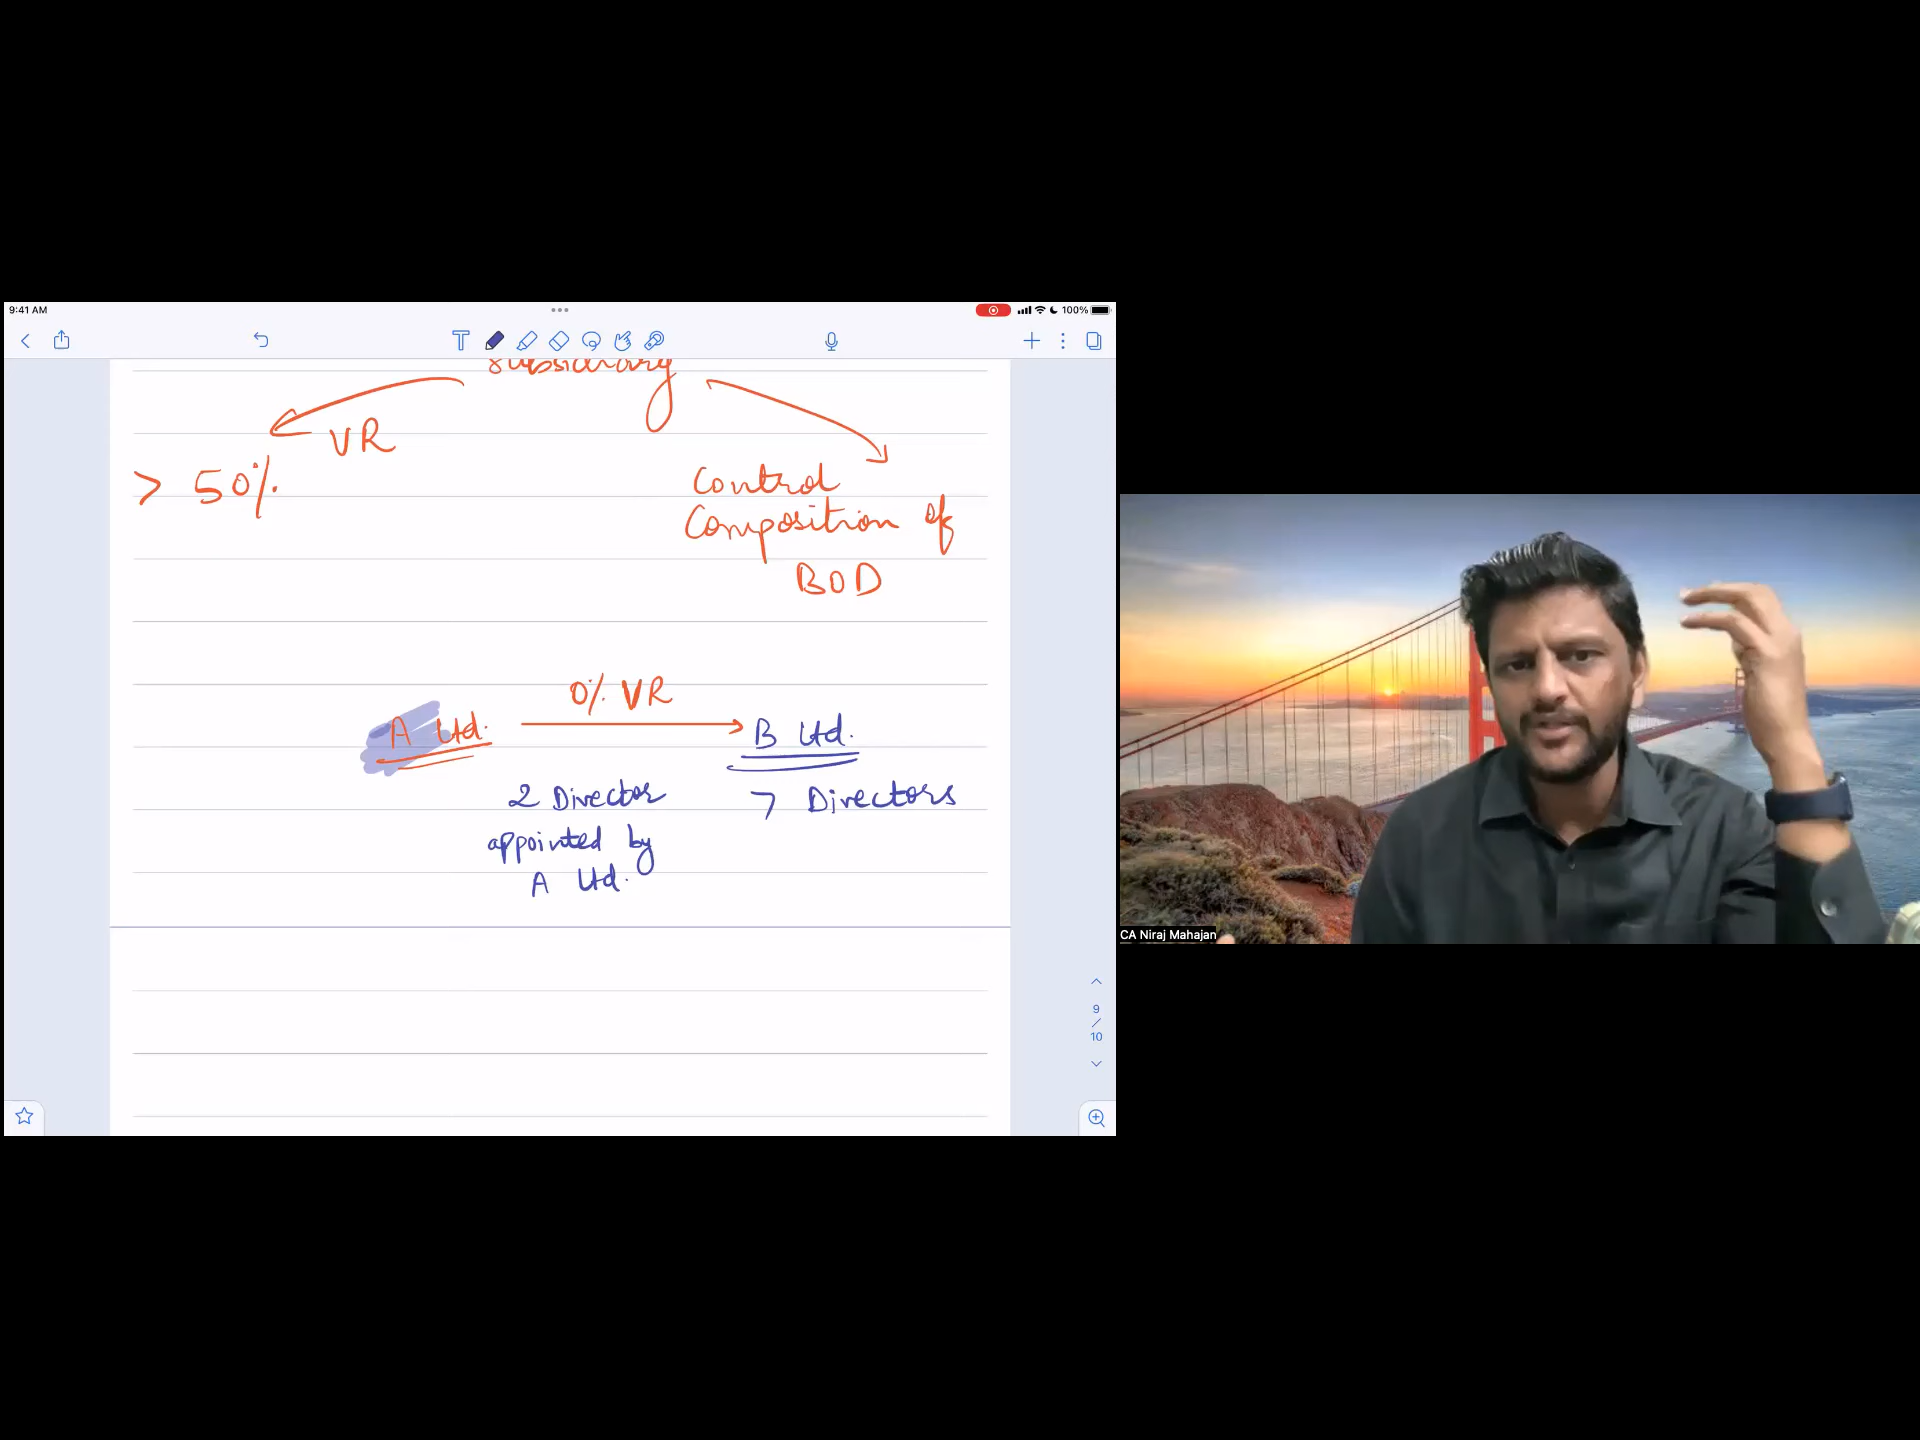 9:41 AM
100%
T
subsidiary
VR
> 50%
Control
Composition of
BOD
0% VR
A Ltd.
B Ltd.
2 Director
appointed by
A Ltd.
7 Directors
CA Niraj Mahajan
9
/
10